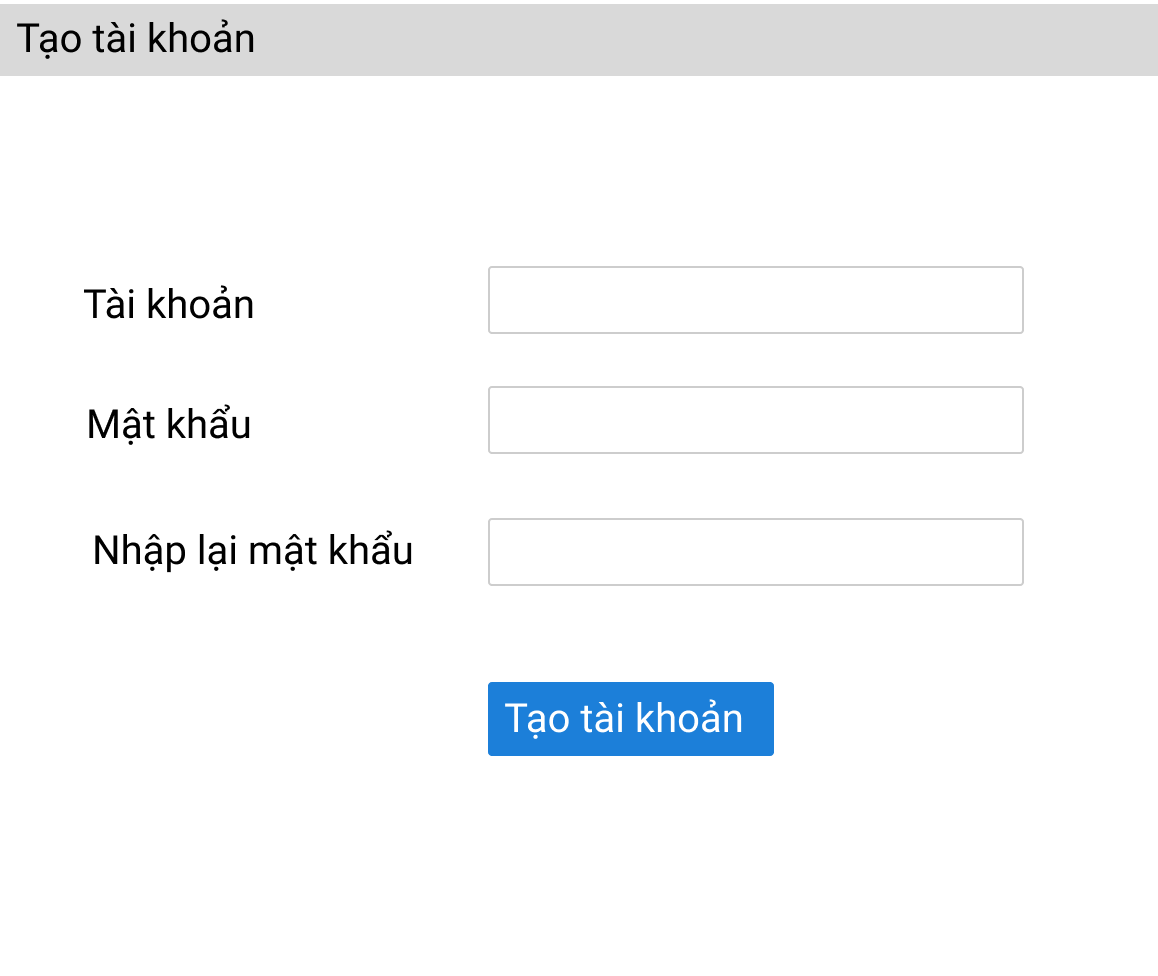 Tạo tài khoản
Tài khoản
Mật khẩu
Nhập lại mật khẩu
Tạo tài khoản